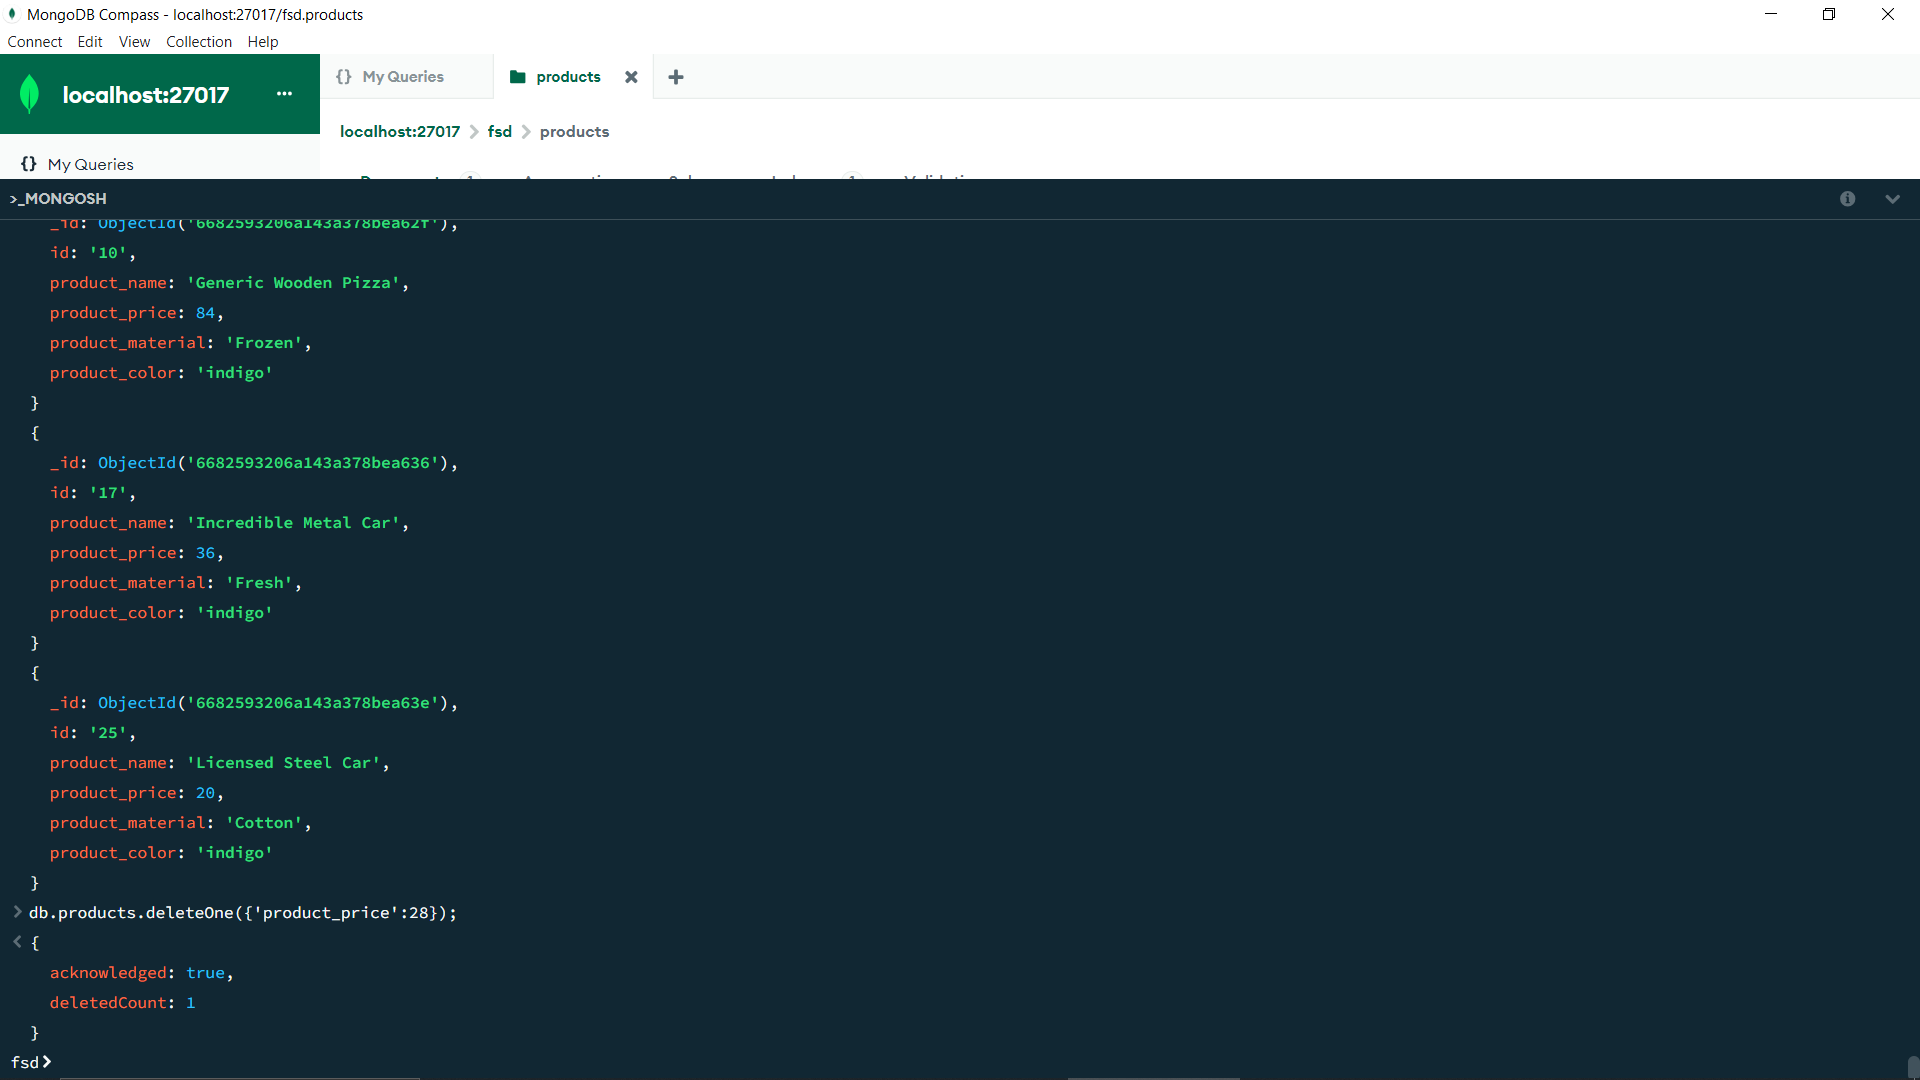 MongoDB Compass - localhost:27017/fsd.products
Connect Edit View Collection Help
localhost:27017 ...
{} My Queries
products
localhost:27017 > fsd > products
{} My Queries
>_MONGOSH
_id: ObjectId('6682593206a143a378bea62f'),
id: '10',
product_name: 'Generic Wooden Pizza',
product_price: 84,
product_material: 'Frozen',
product_color: 'indigo'
}
{
_id: ObjectId('6682593206a143a378bea636'),
id: '17',
product_name: 'Incredible Metal Car',
product_price: 36,
product_material: 'Fresh',
product_color: 'indigo'
}
{
_id: ObjectId('6682593206a143a378bea63e'),
id: '25',
product_name: 'Licensed Steel Car',
product_price: 20,
product_material: 'Cotton',
product_color: 'indigo'
}
> db.products.deleteOne({'product_price':28});
< {
acknowledged: true,
deletedCount: 1
}
fsd>